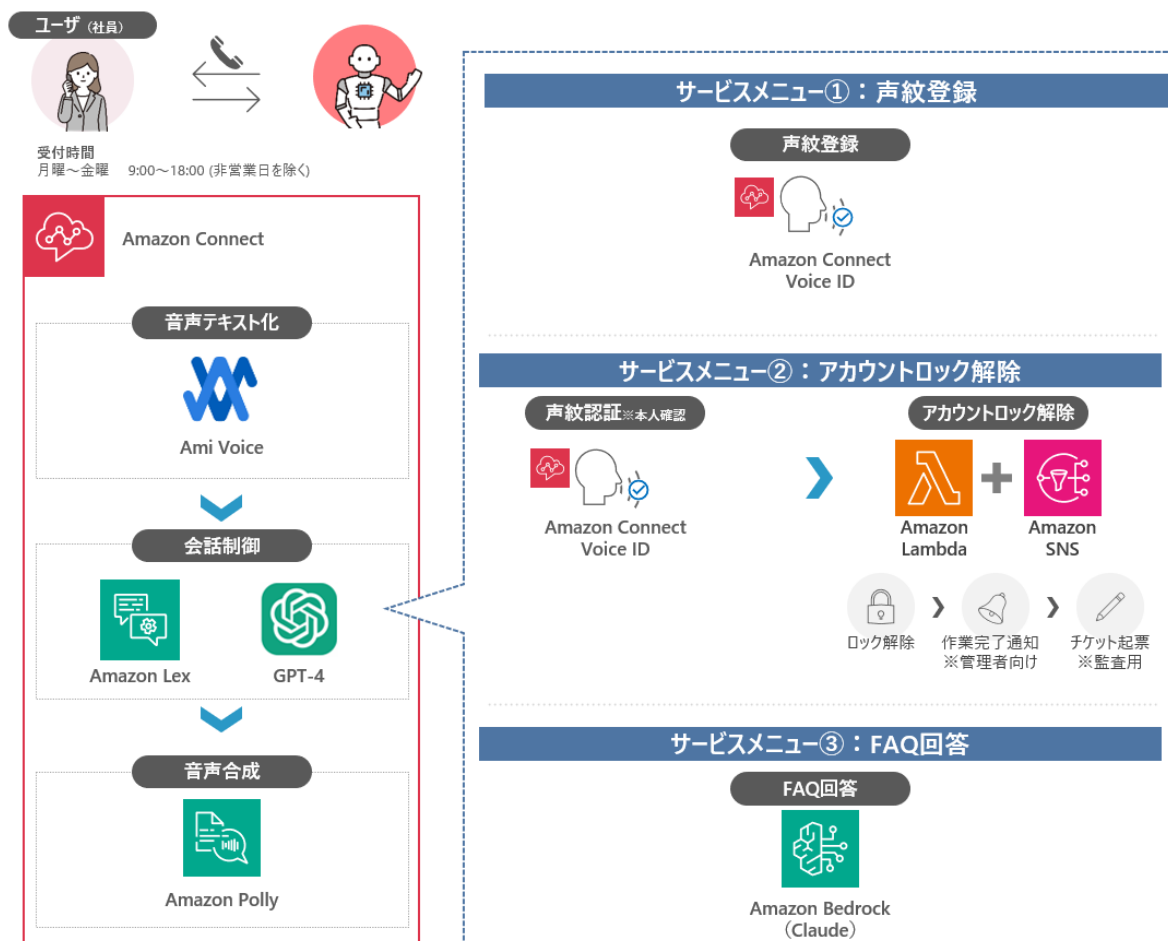 ユーザ (社員)
受付時間
月曜～金曜 9:00～18:00 (非営業日を除く)
Amazon Connect
音声テキスト化
Ami Voice
会話制御
Amazon Lex
GPT-4
音声合成
Amazon Polly
サービスメニュー①：声紋登録
声紋登録
Amazon Connect
Voice ID
サービスメニュー②：アカウントロック解除
声紋認証※本人確認
Amazon Connect
Voice ID
アカウントロック解除
Amazon
Lambda
Amazon
SNS
ロック解除
作業完了通知
※管理者向け
チケット起票
※監査用
サービスメニュー③：FAQ回答
FAQ回答
Amazon Bedrock
（Claude）